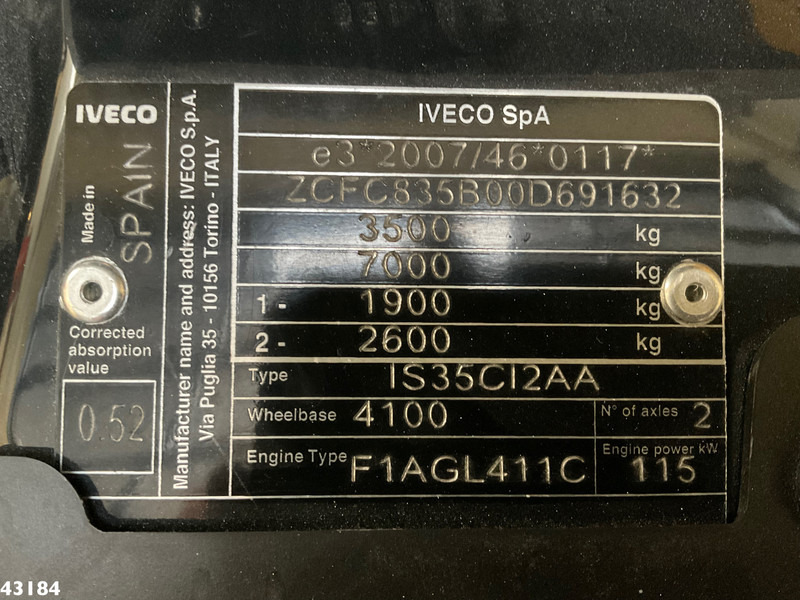 IVECO
Made in SPAIN
Corrected
absorption
value
0.52
Manufacturer name and address: IVECO S.p.A.
Via Puglia 35 - 10156 Torino - ITALY
IVECO SpA
e3*2007/46*0117*
ZCFC835B00D691632
3500 kg
7000 kg
1- 1900 kg
2- 2600 kg
Type IS35CI2AA
Wheelbase 4100 N° of axles 2
Engine Type F1AGL411C Engine power kW 115
43184